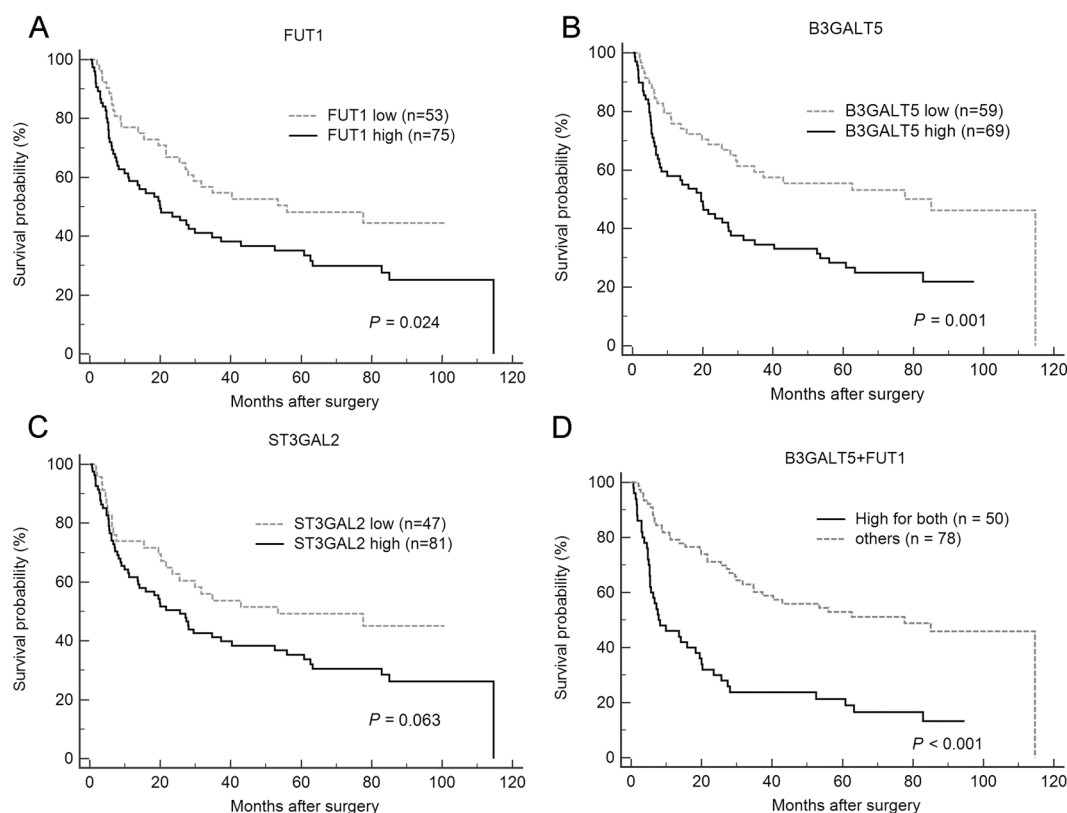 A
FUT1
Survival probability (%)
100
80
60
40
20
0
FUT1 low (n=53)
FUT1 high (n=75)
P = 0.024
0 20 40 60 80 100 120
Months after surgery
B
B3GALT5
Survival probability (%)
100
80
60
40
20
0
B3GALT5 low (n=59)
B3GALT5 high (n=69)
P = 0.001
0 20 40 60 80 100 120
Months after surgery
C
ST3GAL2
Survival probability (%)
100
80
60
40
20
0
ST3GAL2 low (n=47)
ST3GAL2 high (n=81)
P = 0.063
0 20 40 60 80 100 120
Months after surgery
D
B3GALT5+FUT1
Survival probability (%)
100
80
60
40
20
0
High for both (n = 50)
others (n = 78)
P < 0.001
0 20 40 60 80 100 120
Months after surgery